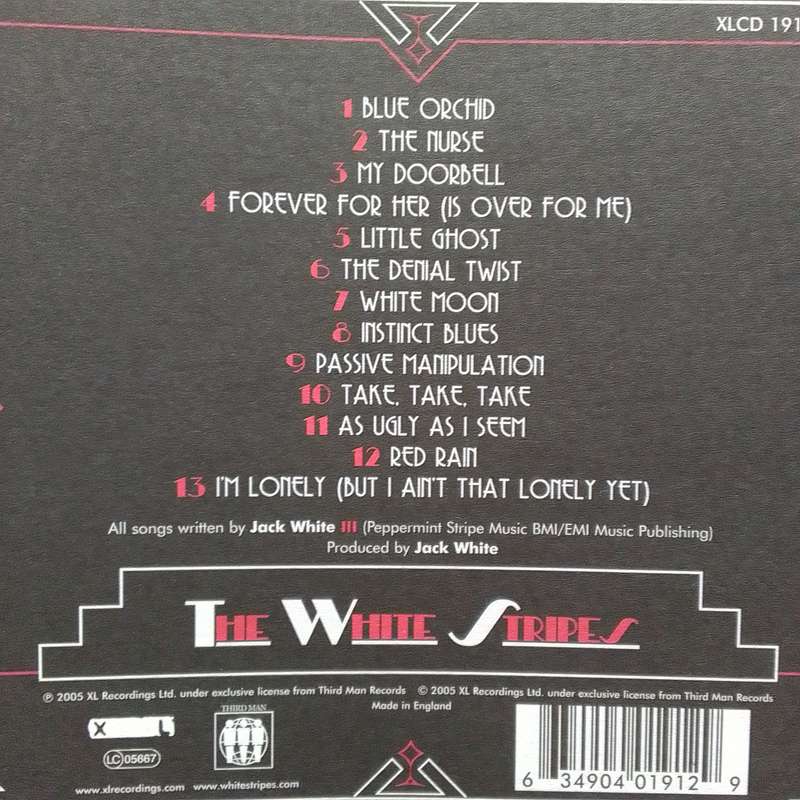 XLCD 191
1 BLUE ORCHID
2 THE NURSE
3 MY DOORBELL
4 FOREVER FOR HER (IS OVER FOR ME)
5 LITTLE GHOST
6 THE DENIAL TWIST
7 WHITE MOON
8 INSTINCT BLUES
9 PASSIVE MANIPULATION
10 TAKE, TAKE, TAKE
11 AS UGLY AS I SEEM
12 RED RAIN
13 I'M LONELY (BUT I AIN'T THAT LONELY YET)
All songs written by Jack White III (Peppermint Stripe Music BMI/EMI Music Publishing)
Produced by Jack White
THE WHITE STRIPES
℗ 2005 XL Recordings Ltd. under exclusive license from Third Man Records © 2005 XL Recordings Ltd. under exclusive license from Third Man Records
Made in England
THIRD MAN
X L
LC 05667
www.xlrecordings.com www.whitestripes.com
6 34904 01912 9